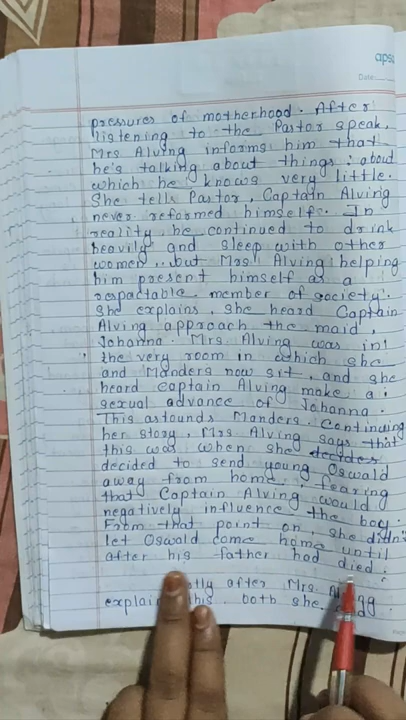 apsa
Date:
pressures of motherhood. After
listening to the Pastor speak,
Mrs Alving informs him that
he's talking about things: about
which he knows very little.
She tells Pastor, Captain Alving
never reformed himself. In
reality he continued to drink
heavily and sleep with other
women, but Mrs Alving helping
him present himself as a
respactable member of society.
She explains, she heard Captain
Alving approach the maid,
Johanna. Mrs. Alving was in
the very room in which she
and Manders now sit, and she
heard captain Alving make a
sexual advance of Johanna.
This astounds Manders. Continuing
her story, Mrs Alving says that
this was when she decides
decided to send young Oswald
away from home, fearing
that Captain Alving would
negatively influence the boy.
From that point on, she didn't
let Oswald come home until
after his father had died.
after Mrs. Alving
this, both she